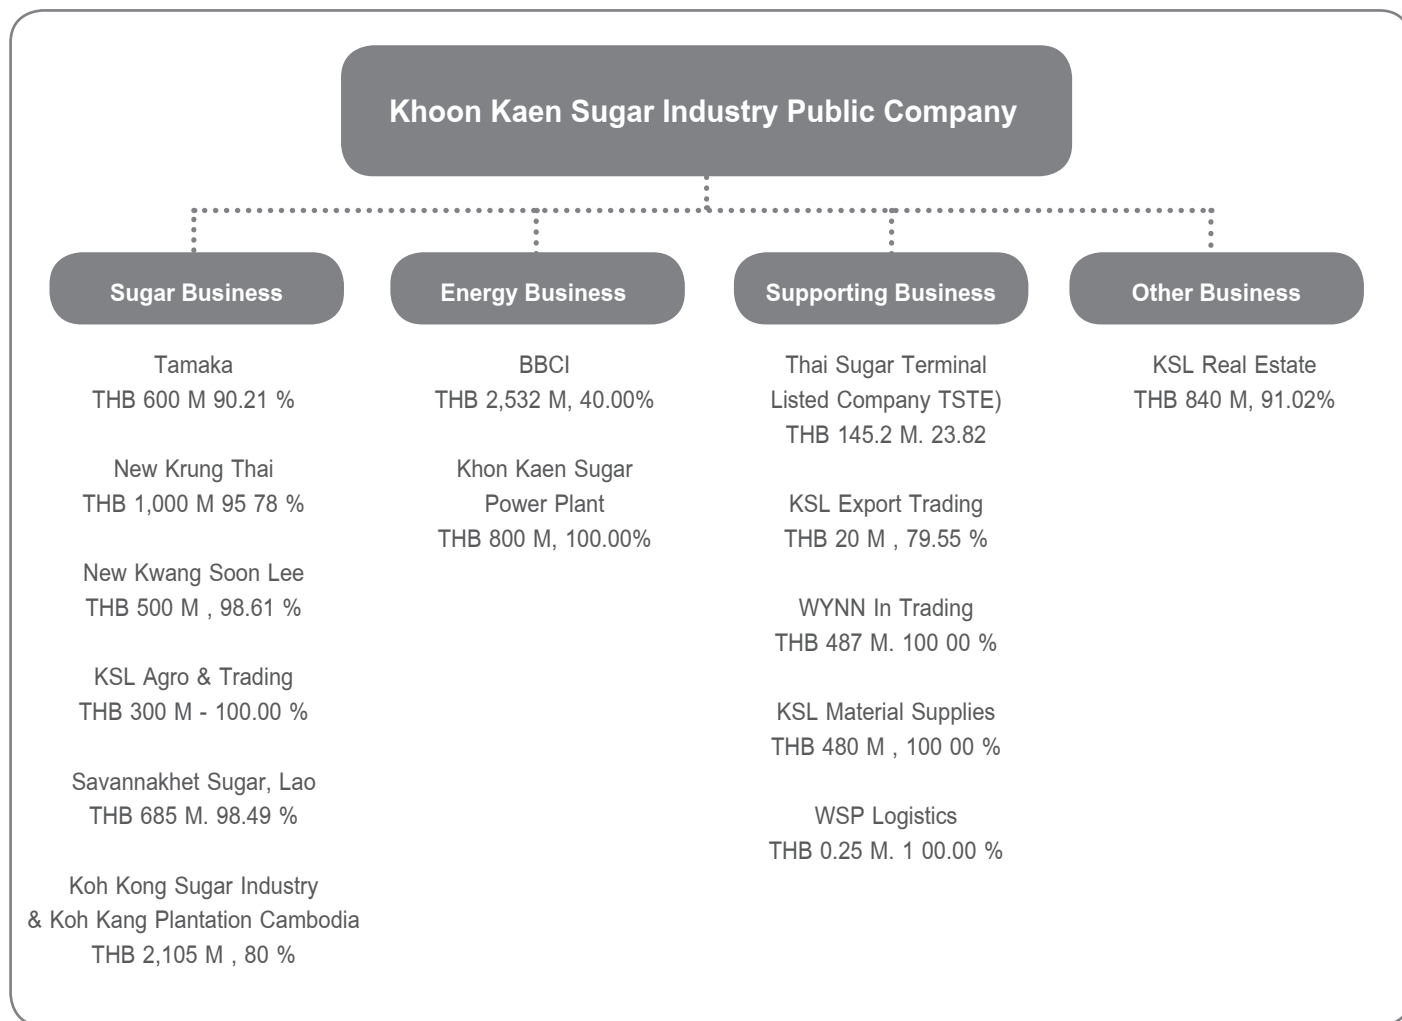 Khoon Kaen Sugar Industry Public Company
Sugar Business
Tamaka
THB 600 M 90.21 %
New Krung Thai
THB 1,000 M 95 78 %
New Kwang Soon Lee
THB 500 M , 98.61 %
KSL Agro & Trading
THB 300 M - 100.00 %
Savannakhet Sugar, Lao
THB 685 M. 98.49 %
Koh Kong Sugar Industry
& Koh Kang Plantation Cambodia
THB 2,105 M , 80 %
Energy Business
BBCI
THB 2,532 M, 40.00%
Khon Kaen Sugar
Power Plant
THB 800 M, 100.00%
Supporting Business
Thai Sugar Terminal
Listed Company TSTE)
THB 145.2 M. 23.82
KSL Export Trading
THB 20 M , 79.55 %
WYNN In Trading
THB 487 M. 100 00 %
KSL Material Supplies
THB 480 M , 100 00 %
WSP Logistics
THB 0.25 M. 1 00.00 %
Other Business
KSL Real Estate
THB 840 M, 91.02%